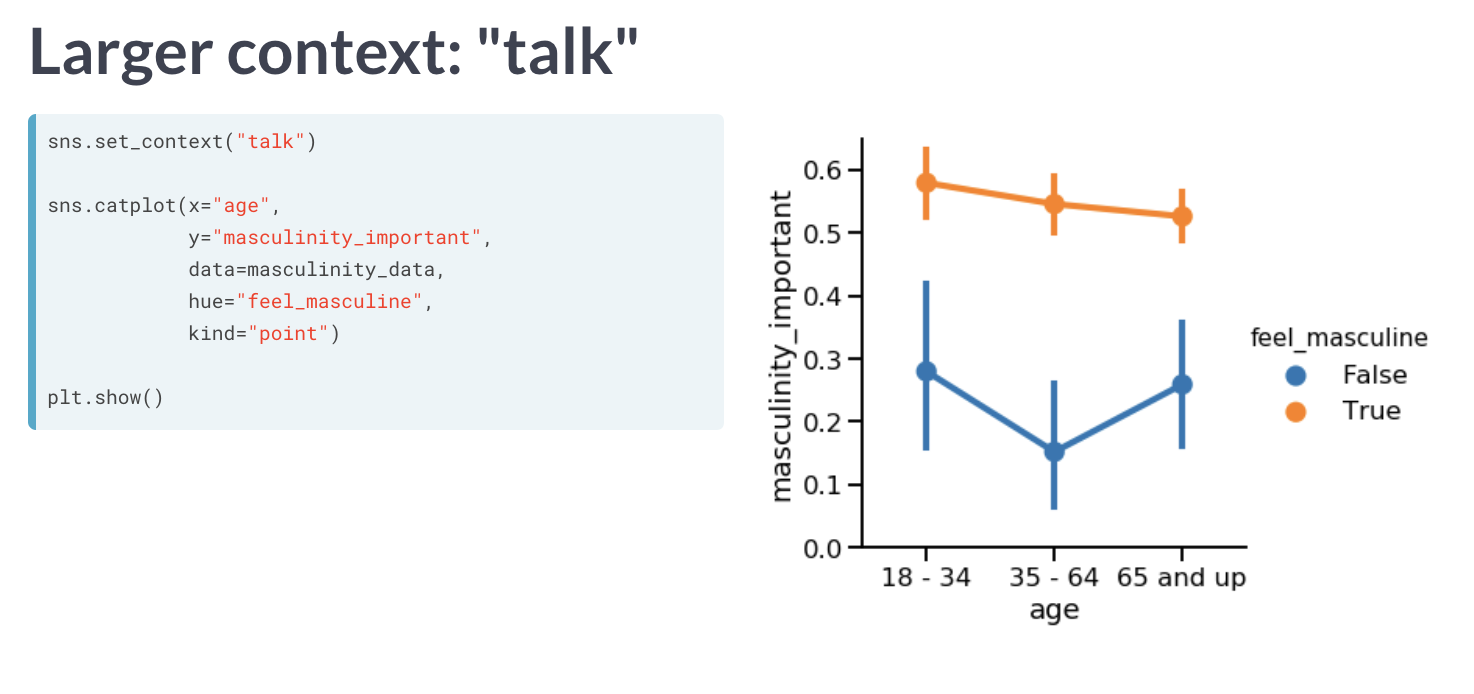 Larger context: "talk"
sns.set_context("talk")
sns.catplot(x="age",
            y="masculinity_important",
            data=masculinity_data,
            hue="feel_masculine",
            kind="point")
plt.show()
masculinity_important
0.6
0.5
0.4
0.3
0.2
0.1
0.0
18 - 34 35 - 64 65 and up
age
feel_masculine
False
True